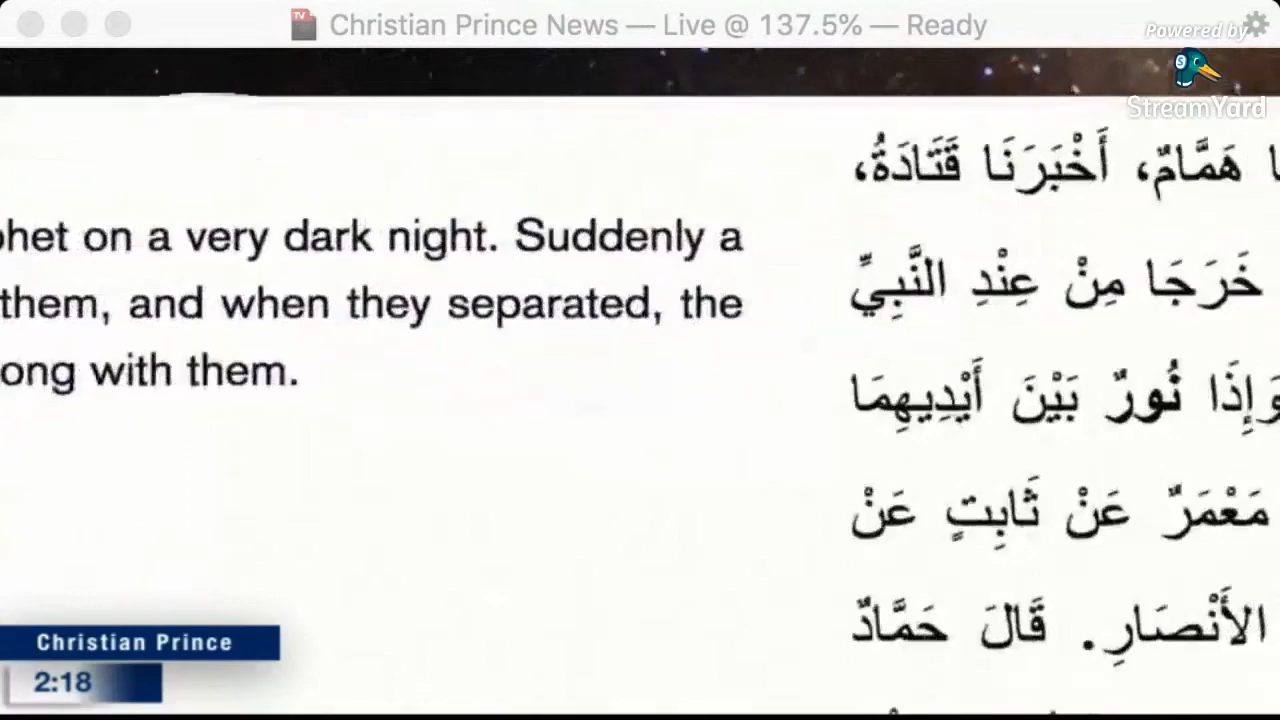 Christian Prince News — Live @ 137.5% — Ready
Powered by
StreamYard
phet on a very dark night. Suddenly a
them, and when they separated, the
ong with them.
ا هَمَّامٌ، أَخْبَرَنَا قَتَادَةُ،
خَرَجَا مِنْ عِنْدِ النَّبِيِّ
وَإِذَا نُورٌ بَيْنَ أَيْدِيهِمَا
مَعْمَرٌ عَنْ ثَابِتٍ عَنْ
الأَنْصَارِ. قَالَ حَمَّادٌ
Christian Prince
2:18